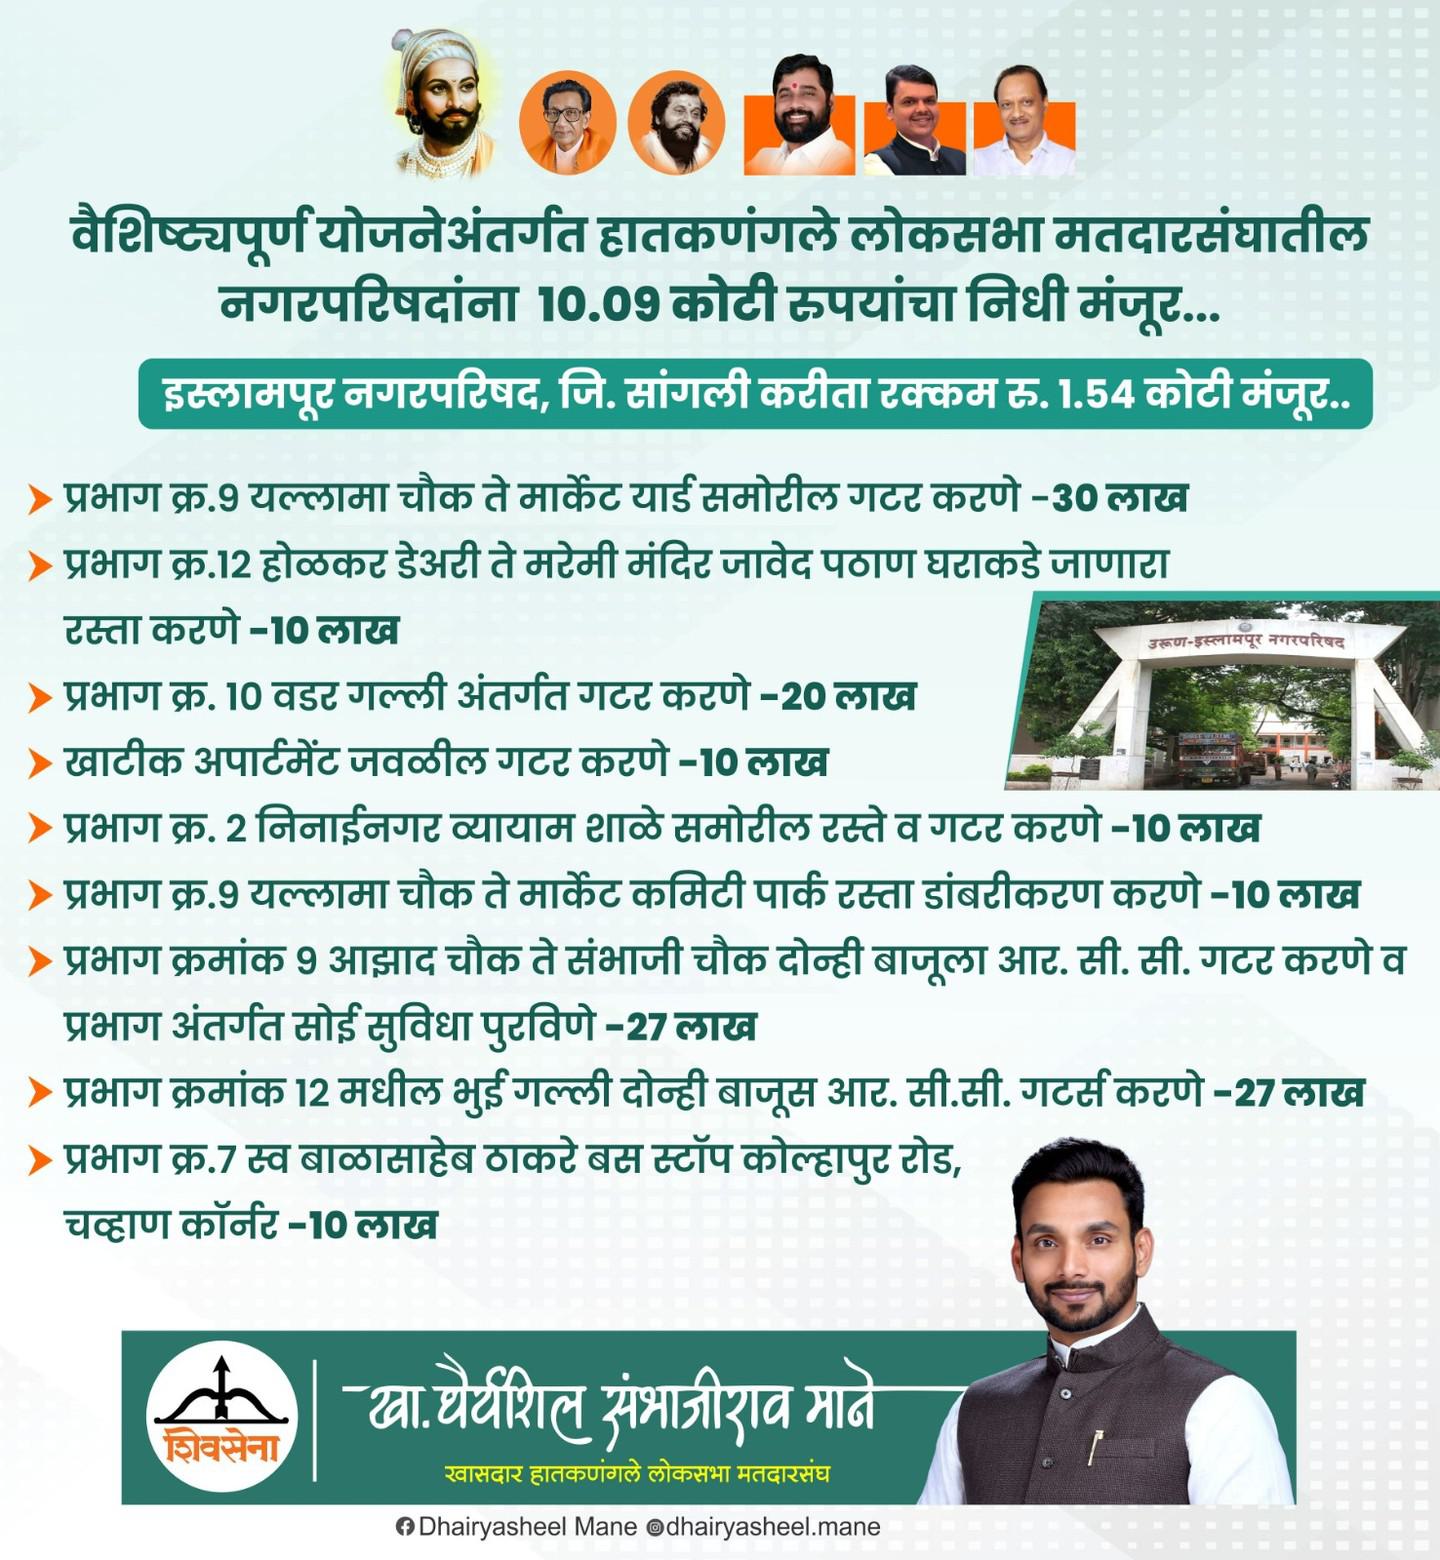 वैशिष्ट्यपूर्ण योजनेअंतर्गत हातकणंगले लोकसभा मतदारसंघातील
नगरपरिषदांना 10.09 कोटी रुपयांचा निधी मंजूर...
इस्लामपूर नगरपरिषद, जि. सांगली करीता रक्कम रु. 1.54 कोटी मंजूर..
प्रभाग क्र.9 यल्लामा चौक ते मार्केट यार्ड समोरील गटर करणे -30 लाख
प्रभाग क्र.12 होळकर डेअरी ते मरेमी मंदिर जावेद पठाण घराकडे जाणारा
रस्ता करणे -10 लाख
उरूण-इस्लामपूर नगरपरिषद
प्रभाग क्र. 10 वडर गल्ली अंतर्गत गटर करणे -20 लाख
खाटीक अपार्टमेंट जवळील गटर करणे -10 लाख
प्रभाग क्र. 2 निनाईनगर व्यायाम शाळे समोरील रस्ते व गटर करणे -10 लाख
प्रभाग क्र.9 यल्लामा चौक ते मार्केट कमिटी पार्क रस्ता डांबरीकरण करणे -10 लाख
प्रभाग क्रमांक 9 आझाद चौक ते संभाजी चौक दोन्ही बाजूला आर. सी. सी. गटर करणे व
प्रभाग अंतर्गत सोई सुविधा पुरविणे -27 लाख
प्रभाग क्रमांक 12 मधील भुई गल्ली दोन्ही बाजूस आर. सी.सी. गटर्स करणे -27 लाख
प्रभाग क्र.7 स्व बाळासाहेब ठाकरे बस स्टॉप कोल्हापुर रोड,
चव्हाण कॉर्नर -10 लाख
शिवसेना
खा. धैर्यशिल संभाजीराव माने
खासदार हातकणंगले लोकसभा मतदारसंघ
Dhairyasheel Mane dhairyasheel.mane